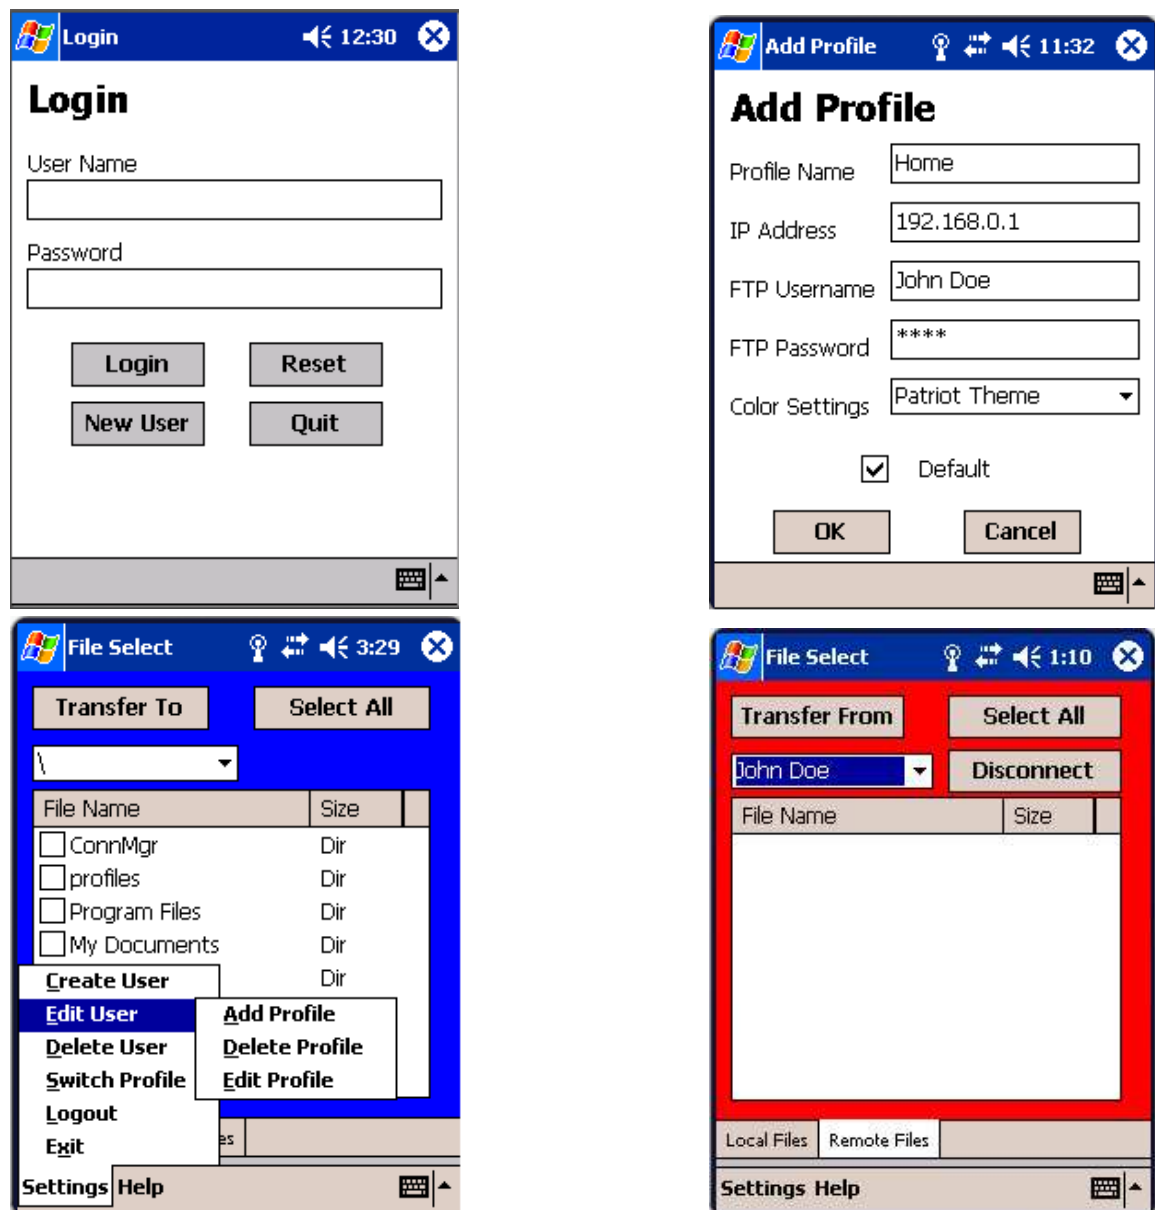 Login 12:30
Login
User Name
Password
Login Reset
New User Quit
Add Profile 11:32
Add Profile
Profile Name Home
IP Address 192.168.0.1
FTP Username John Doe
FTP Password ****
Color Settings Patriot Theme
Default
OK Cancel
File Select 3:29
Transfer To Select All
\
File Name Size
ConnMgr Dir
profiles Dir
Program Files Dir
My Documents Dir
Dir
Create User
Edit User Add Profile
Delete User Delete Profile
Switch Profile Edit Profile
Logout
Exit es
Settings Help
File Select 1:10
Transfer From Select All
John Doe Disconnect
File Name Size
Local Files Remote Files
Settings Help